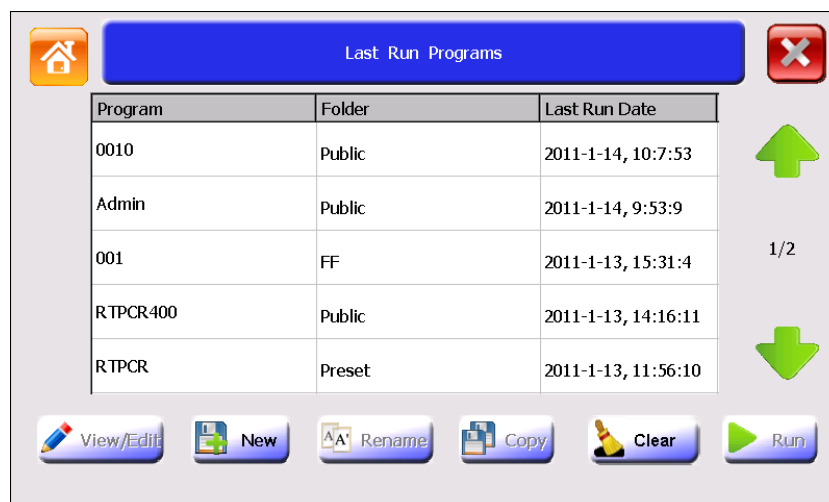 Last Run Programs
Program Folder Last Run Date
0010 Public 2011-1-14, 10:7:53
Admin Public 2011-1-14, 9:53:9
001 FF 2011-1-13, 15:31:4
RTPCR400 Public 2011-1-13, 14:16:11
RTPCR Preset 2011-1-13, 11:56:10
1/2
View/Edit New AA' Rename Copy Clear Run